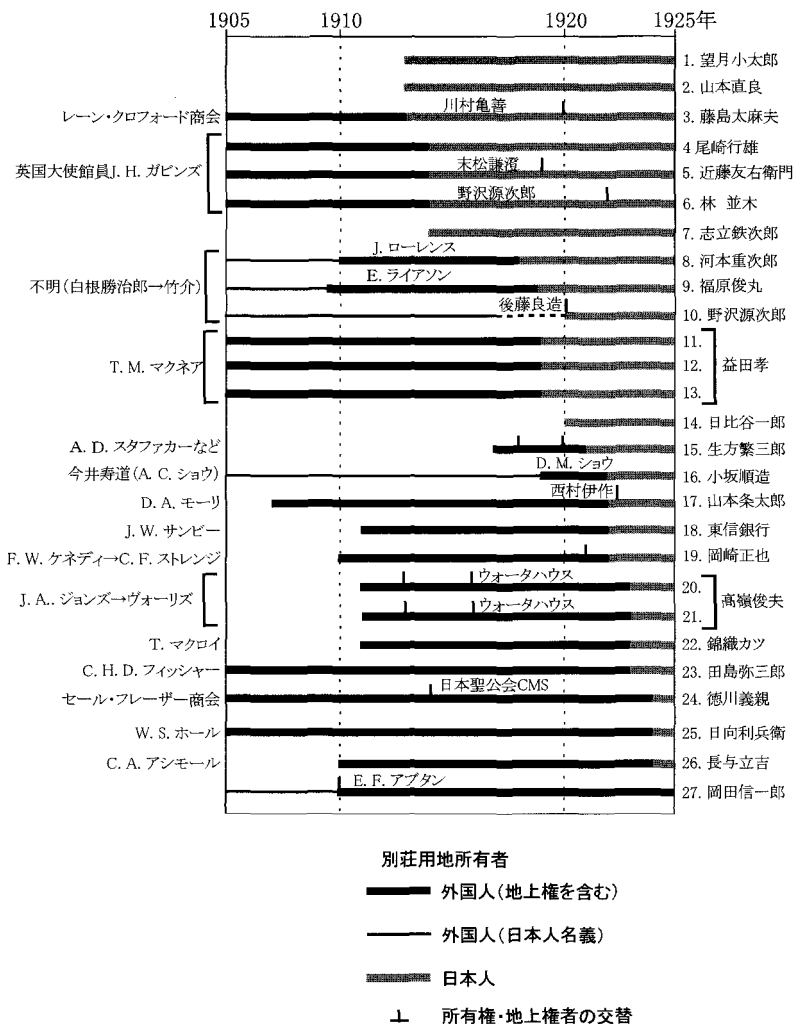 1905 1910 1920 1925年
1. 望月小太郎
2. 山本直良
川村亀善
レーン・クロフォード商会 3. 藤島太麻夫
4 尾崎行雄
末松謙澄
英国大使館員J. H. ガビンズ 5. 近藤友右衛門
野沢源次郎
6. 林 並木
7. 志立鉄次郎
J. ローレンス
8. 河本重次郎
E. ライアソン
不明(白根勝治郎→竹介) 9. 福原俊丸
後藤良造
10. 野沢源次郎
11.
T. M. マクネア 12. 益田孝
13.
14. 日比谷一郎
A. D. スタファカーなど 15. 生方繁三郎
D. M. ショウ
今井寿道(A. C. ショウ) 16. 小坂順造
西村伊作
D. A. モーリ 17. 山本条太郎
J. W. サンビー 18. 東信銀行
F. W. ケネディ→C. F. ストレンジ 19. 岡崎正也
ウォータハウス
20.
J. A.. ジョンズ→ヴォーリズ 高嶺俊夫
ウォータハウス
21.
T. マクロイ 22. 錦織カツ
C. H. D. フィッシャー 23. 田島弥三郎
日本聖公会CMS
セール・フレーザー商会 24. 徳川義親
W. S. ホール 25. 日向利兵衛
C. A. アシモール 26. 長与立吉
E. F. アブタン
27. 岡田信一郎
別荘用地所有者
外国人(地上権を含む)
外国人(日本人名義)
日本人
所有権・地上権者の交替